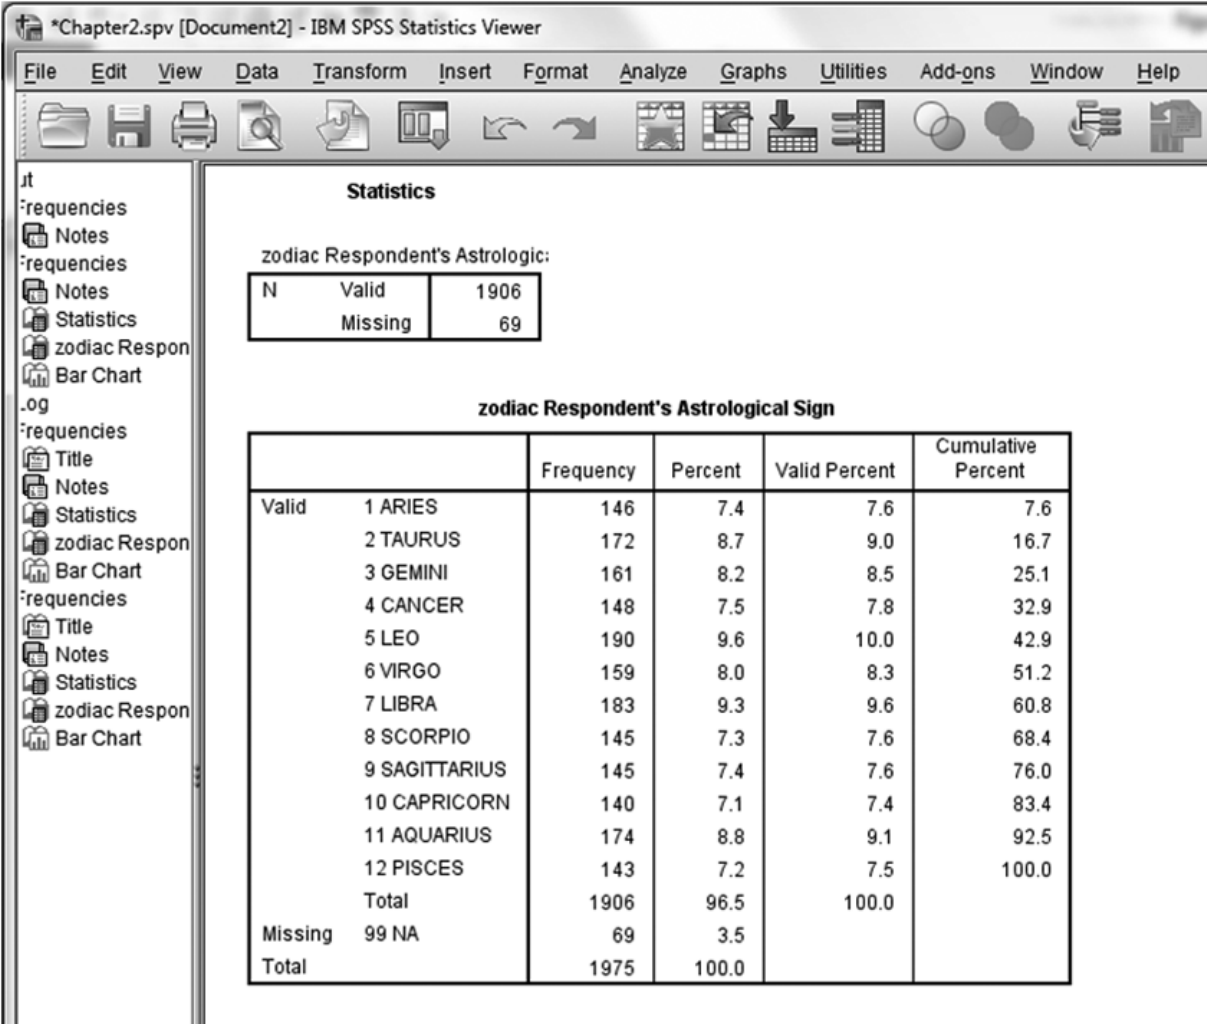 *Chapter2.spv [Document2] - IBM SPSS Statistics Viewer
File Edit View Data Transform Insert Format Analyze Graphs Utilities Add-ons Window Help
ut
Frequencies
Notes
Frequencies
Notes
Statistics
zodiac Respon
Bar Chart
Log
Frequencies
Title
Notes
Statistics
zodiac Respon
Bar Chart
Frequencies
Title
Notes
Statistics
zodiac Respon
Bar Chart
Statistics
zodiac Respondent's Astrologic
N Valid 1906
Missing 69
zodiac Respondent's Astrological Sign
Frequency Percent Valid Percent Cumulative Percent
Valid 1 ARIES 146 7.4 7.6 7.6
2 TAURUS 172 8.7 9.0 16.7
3 GEMINI 161 8.2 8.5 25.1
4 CANCER 148 7.5 7.8 32.9
5 LEO 190 9.6 10.0 42.9
6 VIRGO 159 8.0 8.3 51.2
7 LIBRA 183 9.3 9.6 60.8
8 SCORPIO 145 7.3 7.6 68.4
9 SAGITTARIUS 145 7.4 7.6 76.0
10 CAPRICORN 140 7.1 7.4 83.4
11 AQUARIUS 174 8.8 9.1 92.5
12 PISCES 143 7.2 7.5 100.0
Total 1906 96.5 100.0
Missing 99 NA 69 3.5
Total 1975 100.0